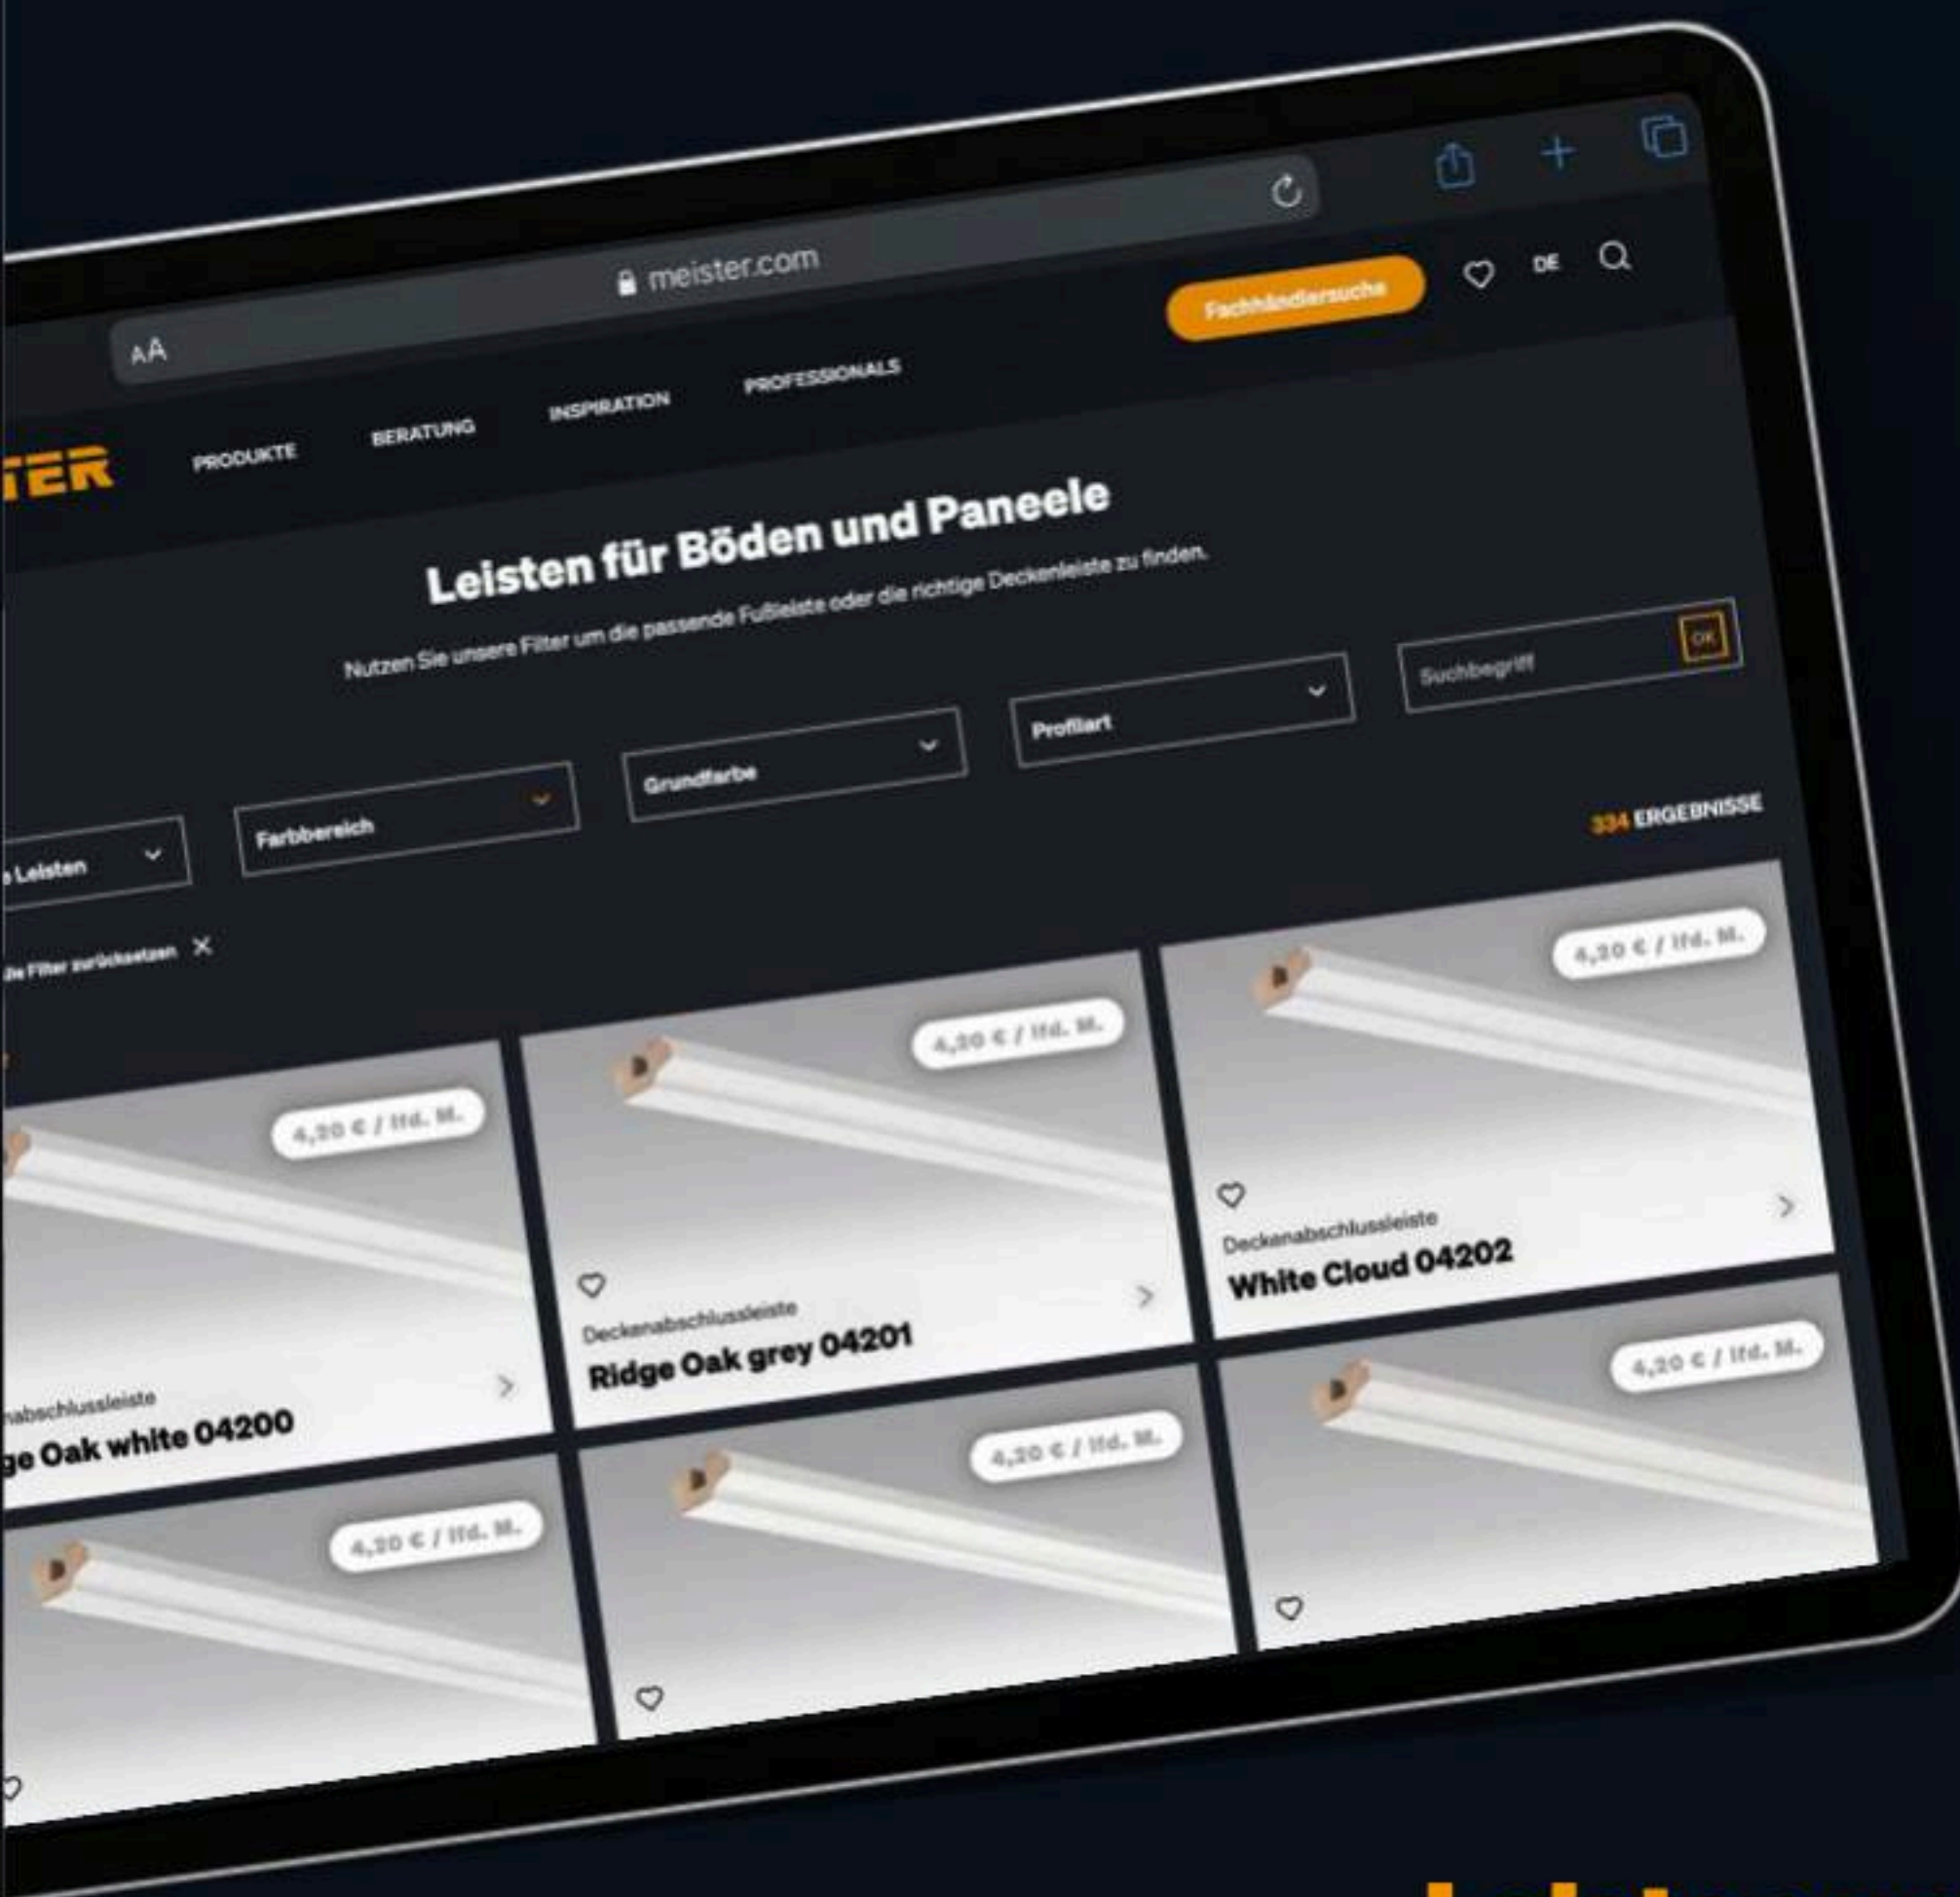 AA meister.com
Fachhändlersuche DE
TER PRODUKTE BERATUNG INSPIRATION PROFESSIONALS
Leisten für Böden und Paneele
Nutzen Sie unsere Filter um die passende Fußleiste oder die richtige Deckenleiste zu finden.
Leisten Farbbereich Grundfarbe Profilart Suchbegriff OK
334 ERGEBNISSE
Filter zurücksetzen
4,20 € / lfd. M.
4,20 € / lfd. M.
4,20 € / lfd. M.
nabschlussleiste
ge Oak white 04200
Deckenabschlussleiste
Ridge Oak grey 04201
Deckenabschlussleiste
White Cloud 04202
4,20 € / lfd. M.
4,20 € / lfd. M.
4,20 € / lfd. M.